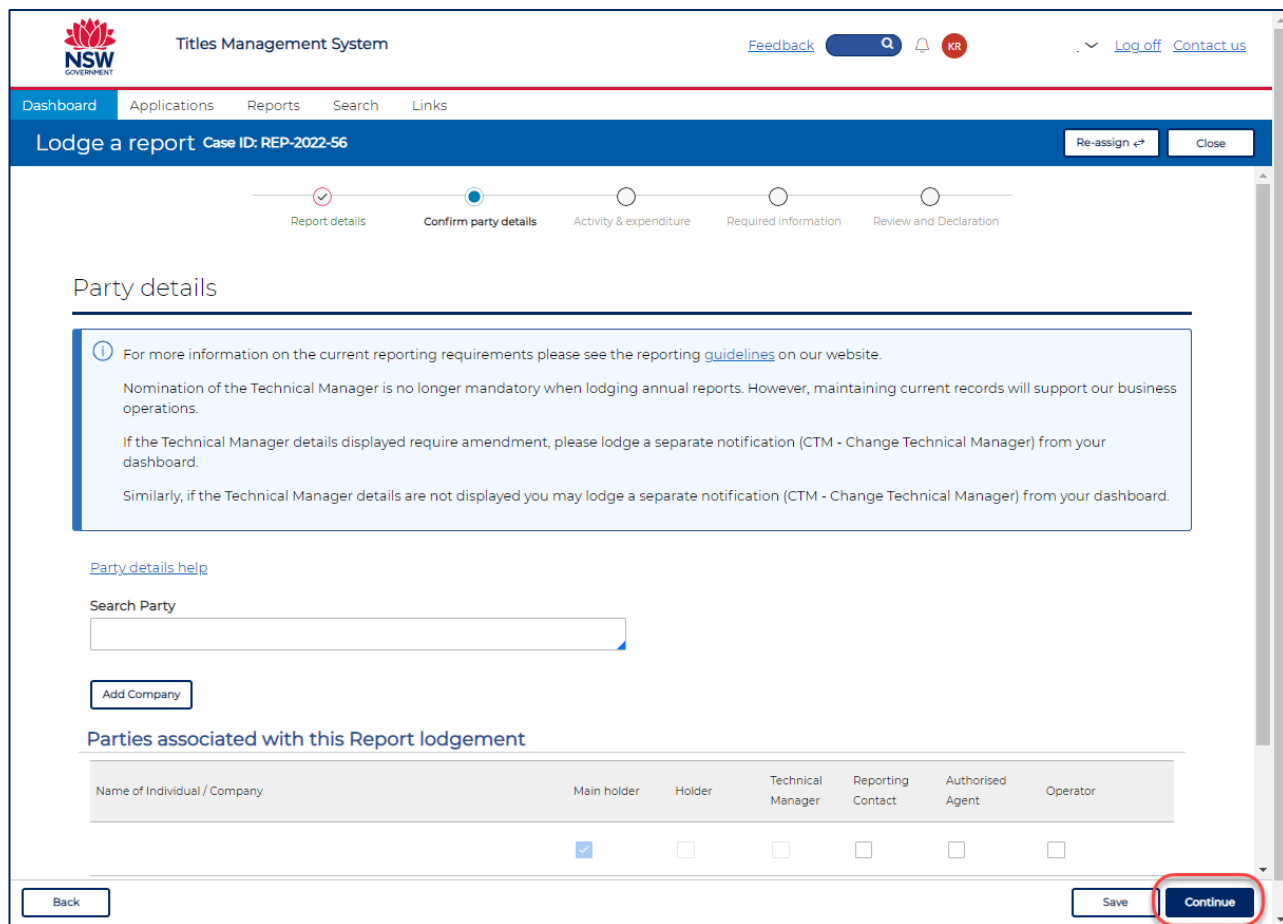 NSW
GOVERNMENT
Titles Management System
Feedback
KR
Log off
Contact us
Dashboard
Applications
Reports
Search
Links
Lodge a report Case ID: REP-2022-56
Re-assign
Close
Report details
Confirm party details
Activity & expenditure
Required information
Review and Declaration
Party details
For more information on the current reporting requirements please see the reporting guidelines on our website.
Nomination of the Technical Manager is no longer mandatory when lodging annual reports. However, maintaining current records will support our business
operations.
If the Technical Manager details displayed require amendment, please lodge a separate notification (CTM - Change Technical Manager) from your
dashboard.
Similarly, if the Technical Manager details are not displayed you may lodge a separate notification (CTM - Change Technical Manager) from your dashboard.
Party details help
Search Party
Add Company
Parties associated with this Report lodgement
Name of Individual / Company
Main holder
Holder
Technical
Manager
Reporting
Contact
Authorised
Agent
Operator
Back
Save
Continue